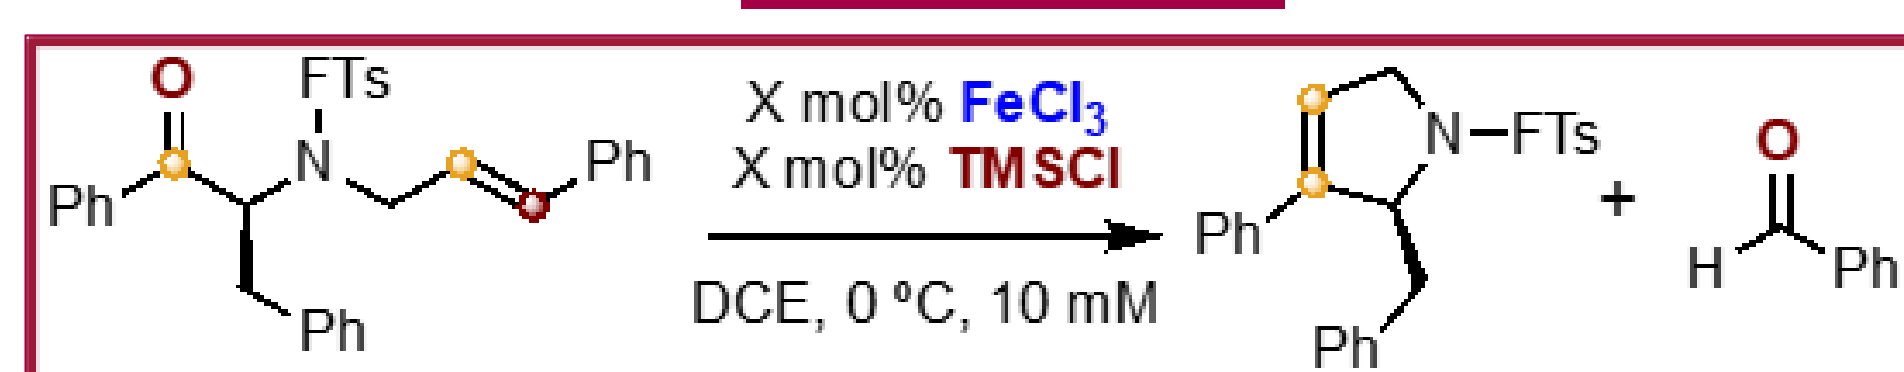 O
FTs
N
Ph
Ph
Ph
X mol% FeCl3
X mol% TMSCl
DCE, 0 ºC, 10 mM
N
FTs
Ph
Ph
+
O
H
Ph